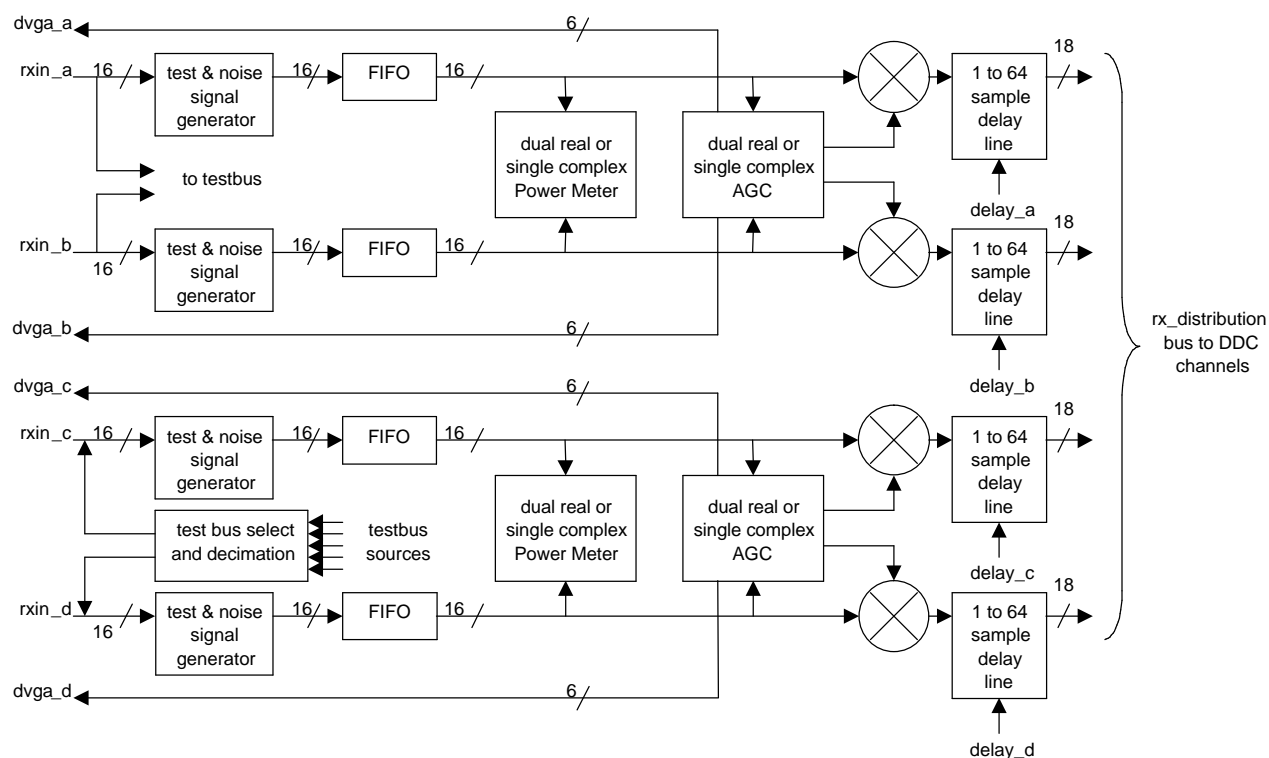 dvga_a
6
rxin_a
16
test & noise
signal
generator
16
FIFO
16
18
1 to 64
sample
delay
line
dual real or
single complex
Power Meter
dual real or
single complex
AGC
to testbus
delay_a
rxin_b
16
test & noise
signal
generator
16
FIFO
16
18
1 to 64
sample
delay
line
dvga_b
6
delay_b
rx_distribution
bus to DDC
channels
dvga_c
6
rxin_c
16
test & noise
signal
generator
16
FIFO
16
18
1 to 64
sample
delay
line
dual real or
single complex
Power Meter
dual real or
single complex
AGC
test bus select
and decimation
testbus
sources
delay_c
rxin_d
16
test & noise
signal
generator
16
FIFO
16
18
1 to 64
sample
delay
line
dvga_d
6
delay_d